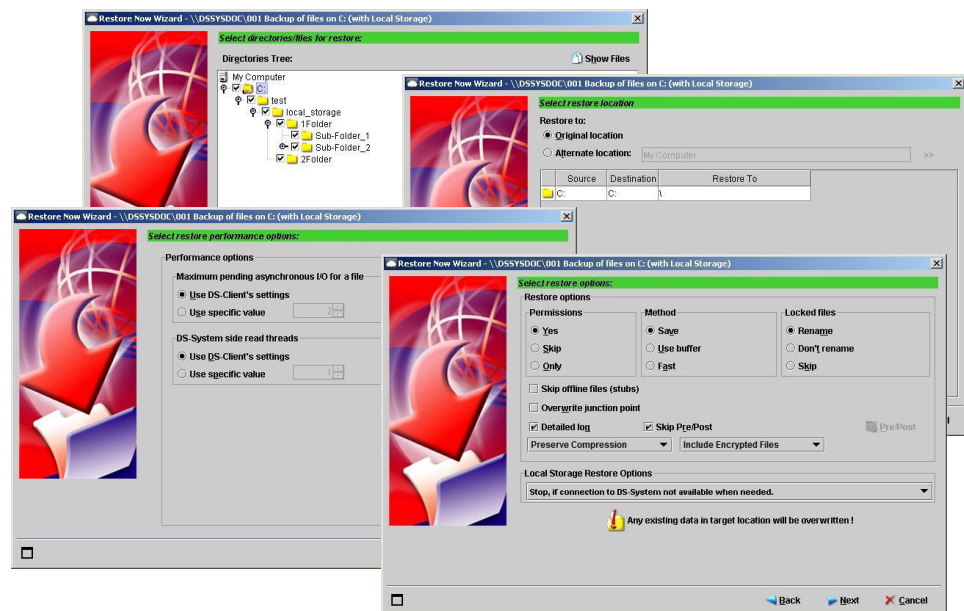 Restore Now Wizard - \\DSSYSDOC\001 Backup of files on C: (with Local Storage)
Select directories/files for restore:
Directories Tree:
Show Files
My Computer
C:
test
local_storage
1Folder
Sub-Folder_1
Sub-Folder_2
2Folder
Restore Now Wizard - \\DSSYSDOC\001 Backup of files on C: (with Local Storage)
Select restore location
Restore to:
Original location
Alternate location:
My Computer
>>
Source Destination Restore To
C: C: \
Restore Now Wizard - \\DSSYSDOC\001 Backup of files on C: (with Local Storage)
Select restore performance options:
Performance options
Maximum pending asynchronous I/O for a file
Use DS-Client's settings
Use specific value 2
DS-System side read threads
Use DS-Client's settings
Use specific value 1
Restore Now Wizard - \\DSSYSDOC\001 Backup of files on C: (with Local Storage)
Select restore options:
Restore options
Permissions Method Locked files
Yes Save Rename
Skip Use buffer Don't rename
Only Fast Skip
Skip offline files (stubs)
Overwrite junction point
Detailed log Skip Pre/Post Pre/Post
Preserve Compression Include Encrypted Files
Local Storage Restore Options
Stop, if connection to DS-System not available when needed.
Any existing data in target location will be overwritten !
Back Next Cancel